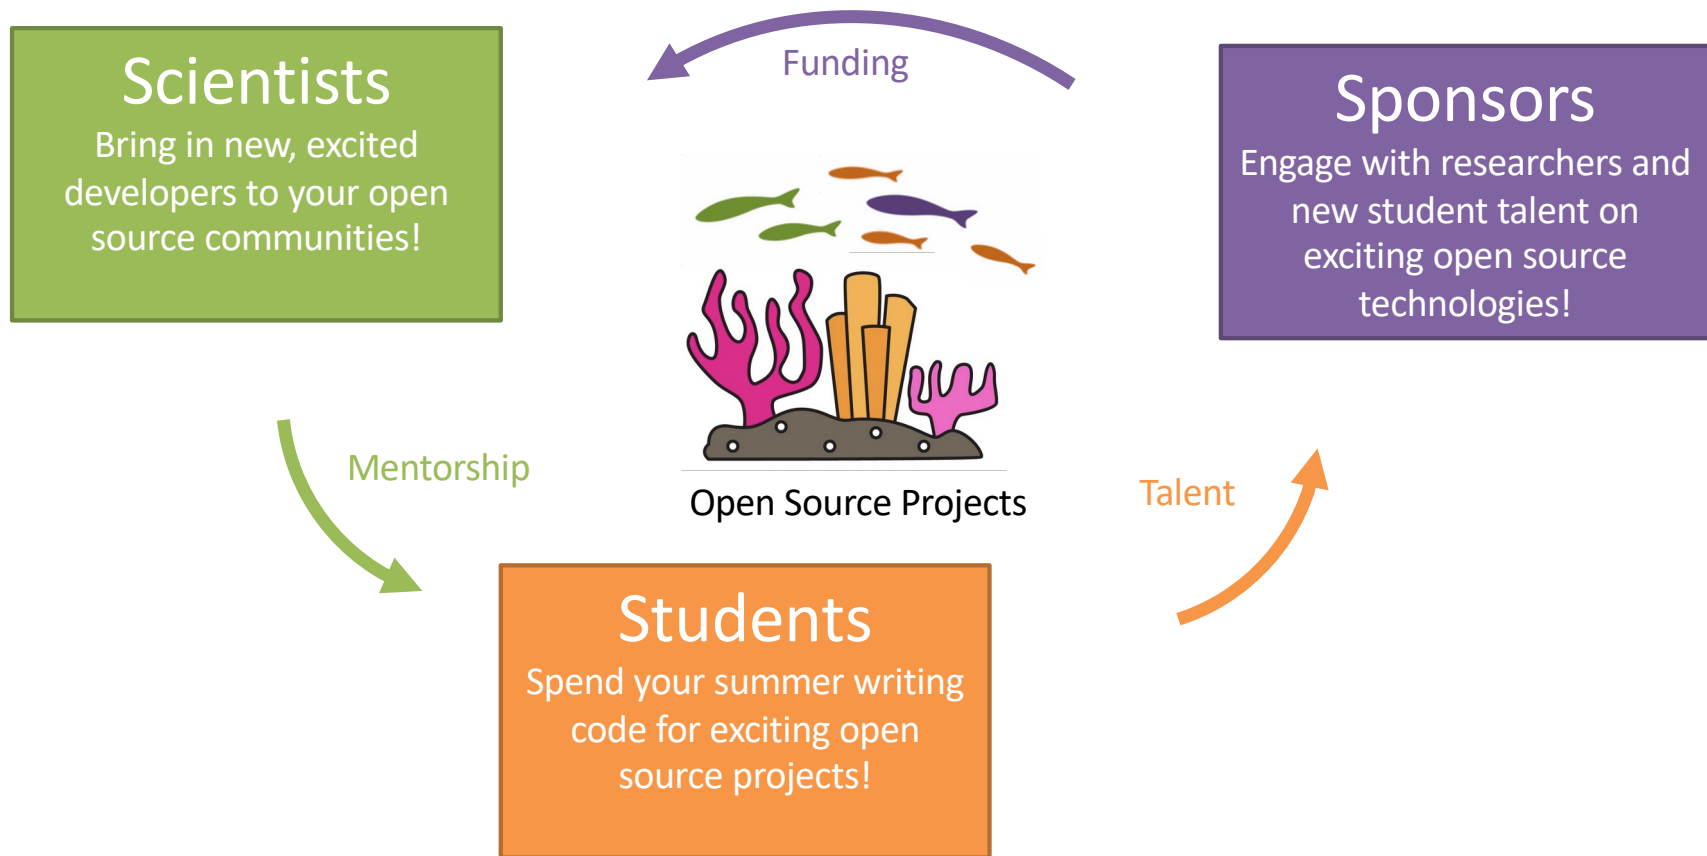 Scientists
Bring in new, excited
developers to your open
source communities!
Funding
Sponsors
Engage with researchers and
new student talent on
exciting open source
technologies!
Mentorship
Open Source Projects
Talent
Students
Spend your summer writing
code for exciting open
source projects!